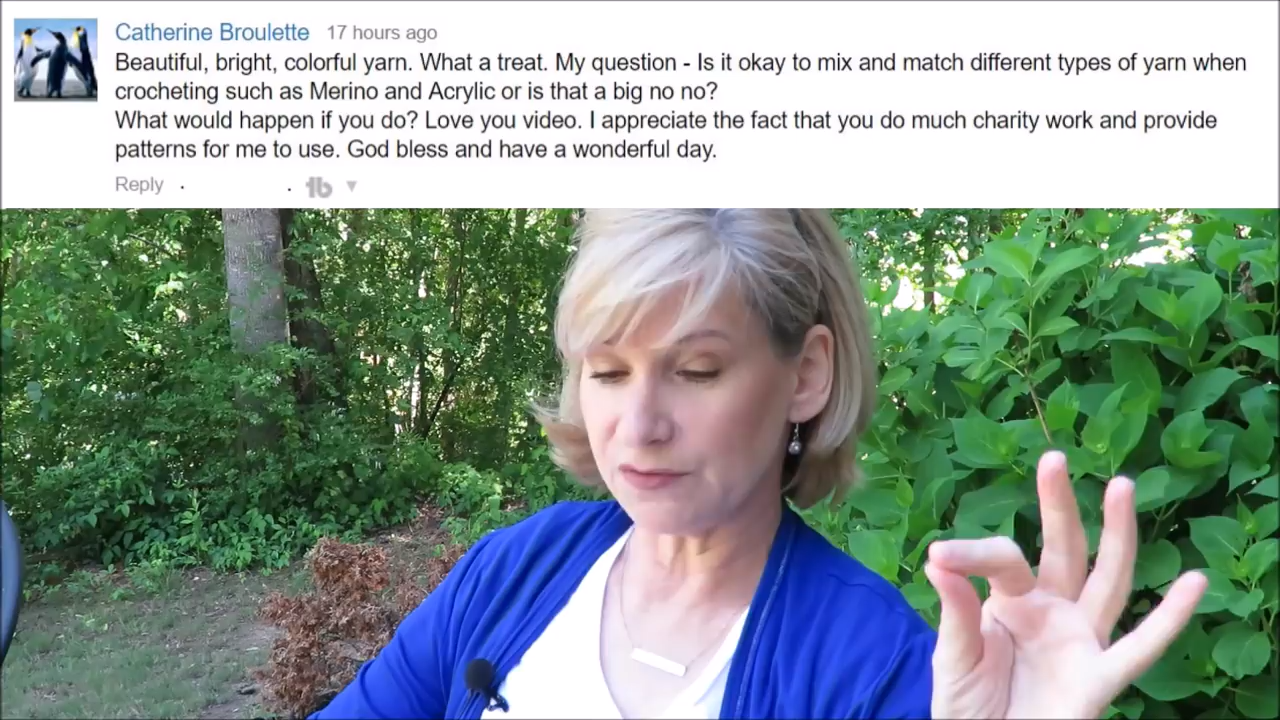 Catherine Broulette 17 hours ago
Beautiful, bright, colorful yarn. What a treat. My question - Is it okay to mix and match different types of yarn when
crocheting such as Merino and Acrylic or is that a big no no?
What would happen if you do? Love you video. I appreciate the fact that you do much charity work and provide
patterns for me to use. God bless and have a wonderful day.
Reply